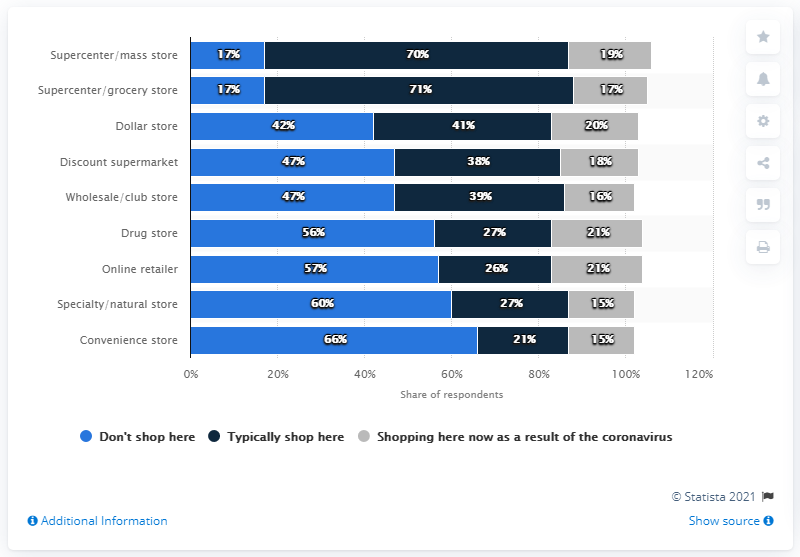 Supercenter/mass store 17% 70% 19%
Supercenter/grocery store 17% 71% 17%
Dollar store 42% 41% 20%
Discount supermarket 47% 38% 18%
Wholesale/club store 47% 39% 16%
Drug store 56% 27% 21%
Online retailer 57% 26% 21%
Specialty/natural store 60% 27% 15%
Convenience store 66% 21% 15%
0% 20% 40% 60% 80% 100% 120%
Share of respondents
Don't shop here Typically shop here Shopping here now as a result of the coronavirus
© Statista 2021
Additional Information Show source